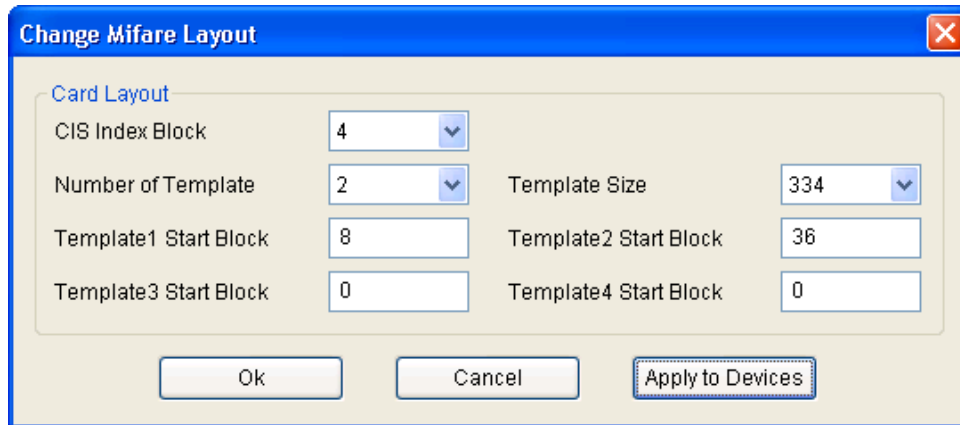 Change Mifare Layout
Card Layout
CIS Index Block 4
Number of Template 2 Template Size 334
Template1 Start Block 8 Template2 Start Block 36
Template3 Start Block 0 Template4 Start Block 0
Ok Cancel Apply to Devices